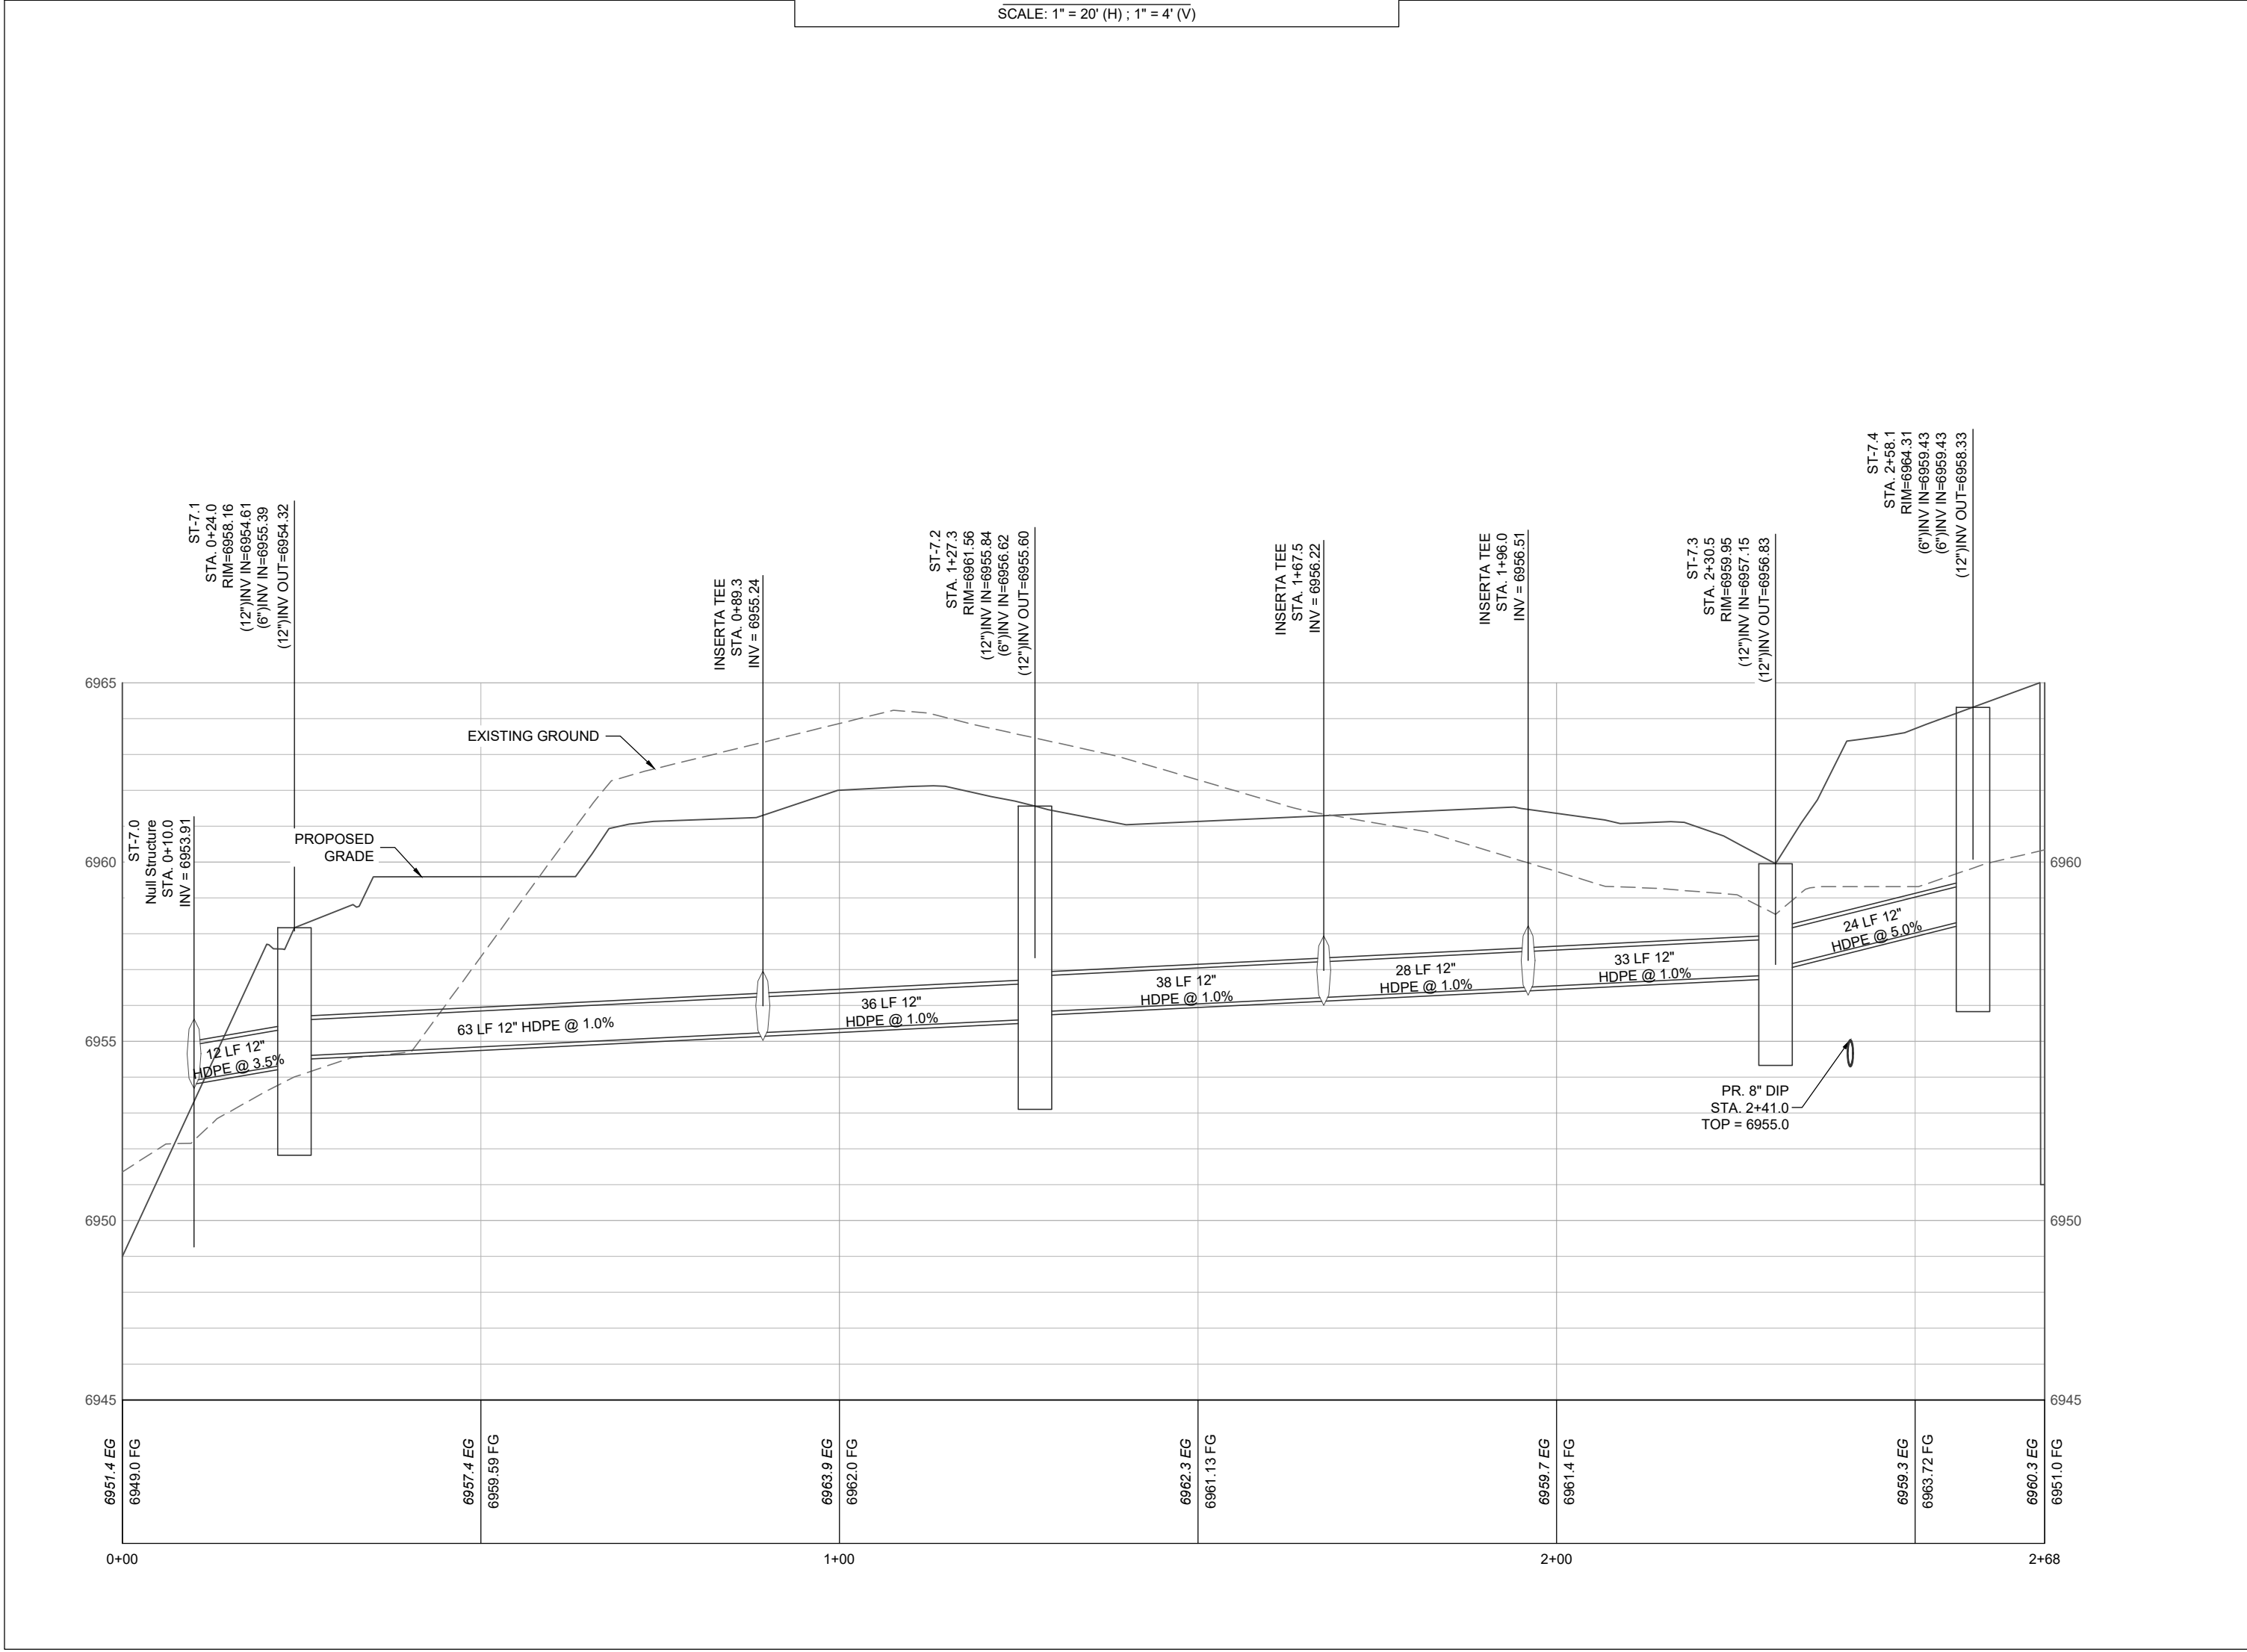 SCALE: 1" = 20' (H) ; 1" = 4' (V)
ST-7.0
Null Structure
STA. 0+10.0
INV = 6953.91
ST-7.1
STA. 0+24.0
RIM=6958.16
(12")INV IN=6954.61
(6")INV IN=6955.39
(12")INV OUT=6954.32
INSERTA TEE
STA. 0+89.3
INV = 6955.24
ST-7.2
STA. 1+27.3
RIM=6961.56
(12")INV IN=6955.84
(6")INV IN=6956.62
(12")INV OUT=6955.60
INSERTA TEE
STA. 1+67.5
INV = 6956.22
INSERTA TEE
STA. 1+96.0
INV = 6956.51
ST-7.3
STA. 2+30.5
RIM=6959.95
(12")INV IN=6957.15
(12")INV OUT=6956.83
ST-7.4
STA. 2+58.1
RIM=6964.31
(6")INV IN=6959.43
(6")INV IN=6959.43
(12")INV OUT=6958.33
EXISTING GROUND
PROPOSED
GRADE
12 LF 12"
HDPE @ 3.5%
63 LF 12" HDPE @ 1.0%
36 LF 12"
HDPE @ 1.0%
38 LF 12"
HDPE @ 1.0%
28 LF 12"
HDPE @ 1.0%
33 LF 12"
HDPE @ 1.0%
24 LF 12"
HDPE @ 5.0%
PR. 8" DIP
STA. 2+41.0
TOP = 6955.0
6965
6960
6955
6950
6945
6960
6950
6945
6951.4 EG
6949.0 FG
6957.4 EG
6959.59 FG
6963.9 EG
6962.0 FG
6962.3 EG
6961.13 FG
6959.7 EG
6961.4 FG
6959.3 EG
6963.72 FG
6960.3 EG
6951.0 FG
0+00
1+00
2+00
2+68